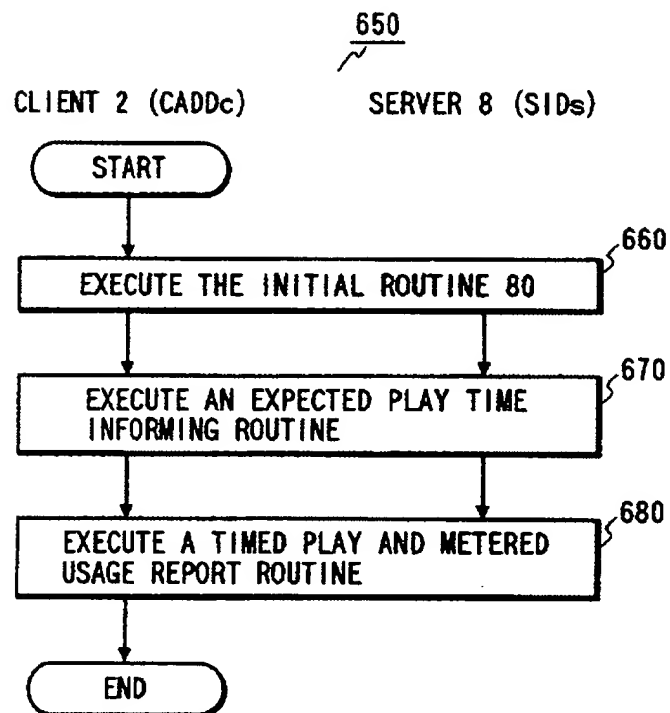 650
CLIENT 2 (CADDc) SERVER 8 (SIDs)
START
660
EXECUTE THE INITIAL ROUTINE 80
670
EXECUTE AN EXPECTED PLAY TIME
INFORMING ROUTINE
680
EXECUTE A TIMED PLAY AND METERED
USAGE REPORT ROUTINE
END